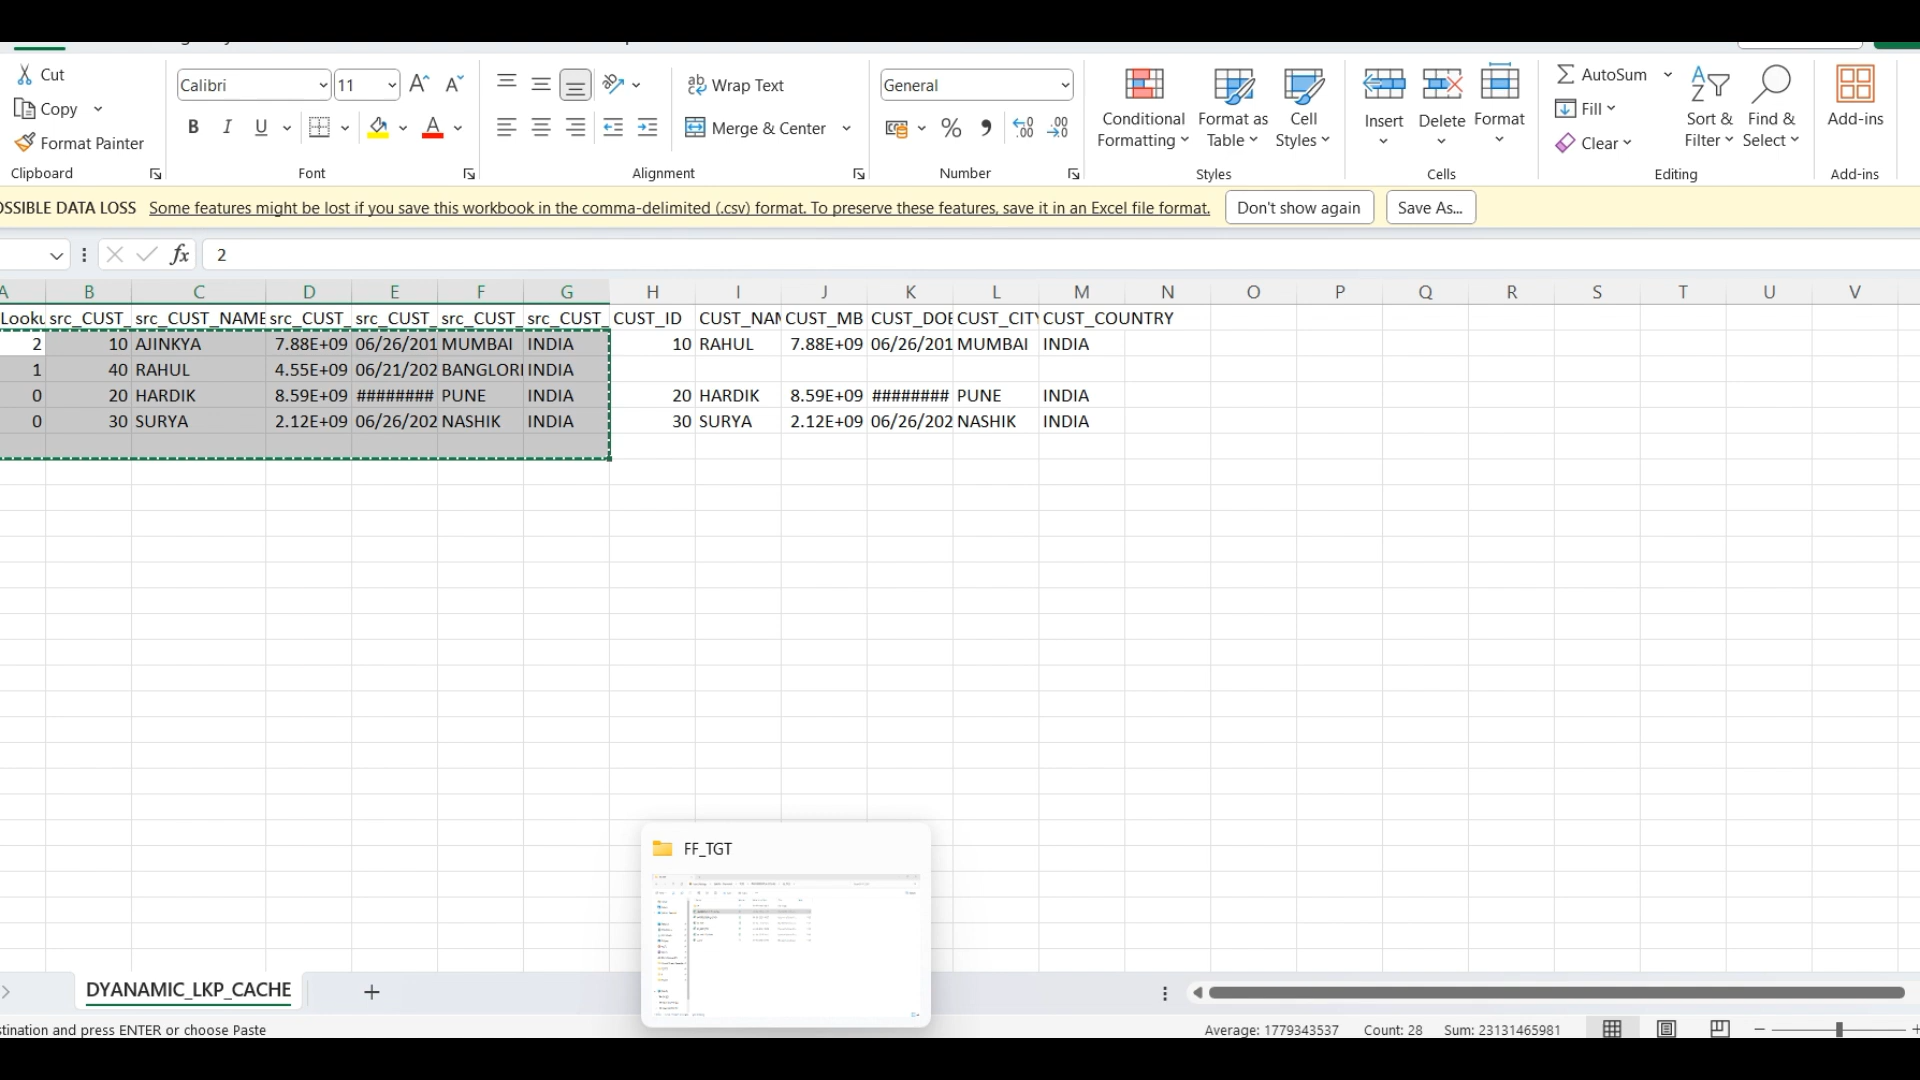 Cut
Copy
Format Painter
Clipboard
Calibri
11
B I U
Font
Wrap Text
Merge & Center
Alignment
General
Number
Conditional Formatting
Format as Table
Cell Styles
Styles
Insert
Delete
Format
Cells
AutoSum
Fill
Clear
Sort & Filter
Find & Select
Editing
Add-ins
Add-ins
OSSIBLE DATA LOSS Some features might be lost if you save this workbook in the comma-delimited (.csv) format. To preserve these features, save it in an Excel file format. Don't show again Save As...
fx 2
A B C D E F G H I J K L M N O P Q R S T U V
Looku src_CUST_ src_CUST_NAME src_CUST_ src_CUST_ src_CUST_ src_CUST_ CUST_ID CUST_NAM CUST_MB CUST_DOB CUST_CITY CUST_COUNTRY
2 10 AJINKYA 7.88E+09 06/26/201 MUMBAI INDIA 10 RAHUL 7.88E+09 06/26/201 MUMBAI INDIA
1 40 RAHUL 4.55E+09 06/21/202 BANGLORE INDIA
0 20 HARDIK 8.59E+09 ######## PUNE INDIA 20 HARDIK 8.59E+09 ######## PUNE INDIA
0 30 SURYA 2.12E+09 06/26/202 NASHIK INDIA 30 SURYA 2.12E+09 06/26/202 NASHIK INDIA
FF_TGT
DYANAMIC_LKP_CACHE
stination and press ENTER or choose Paste
Average: 1779343537 Count: 28 Sum: 23131465981